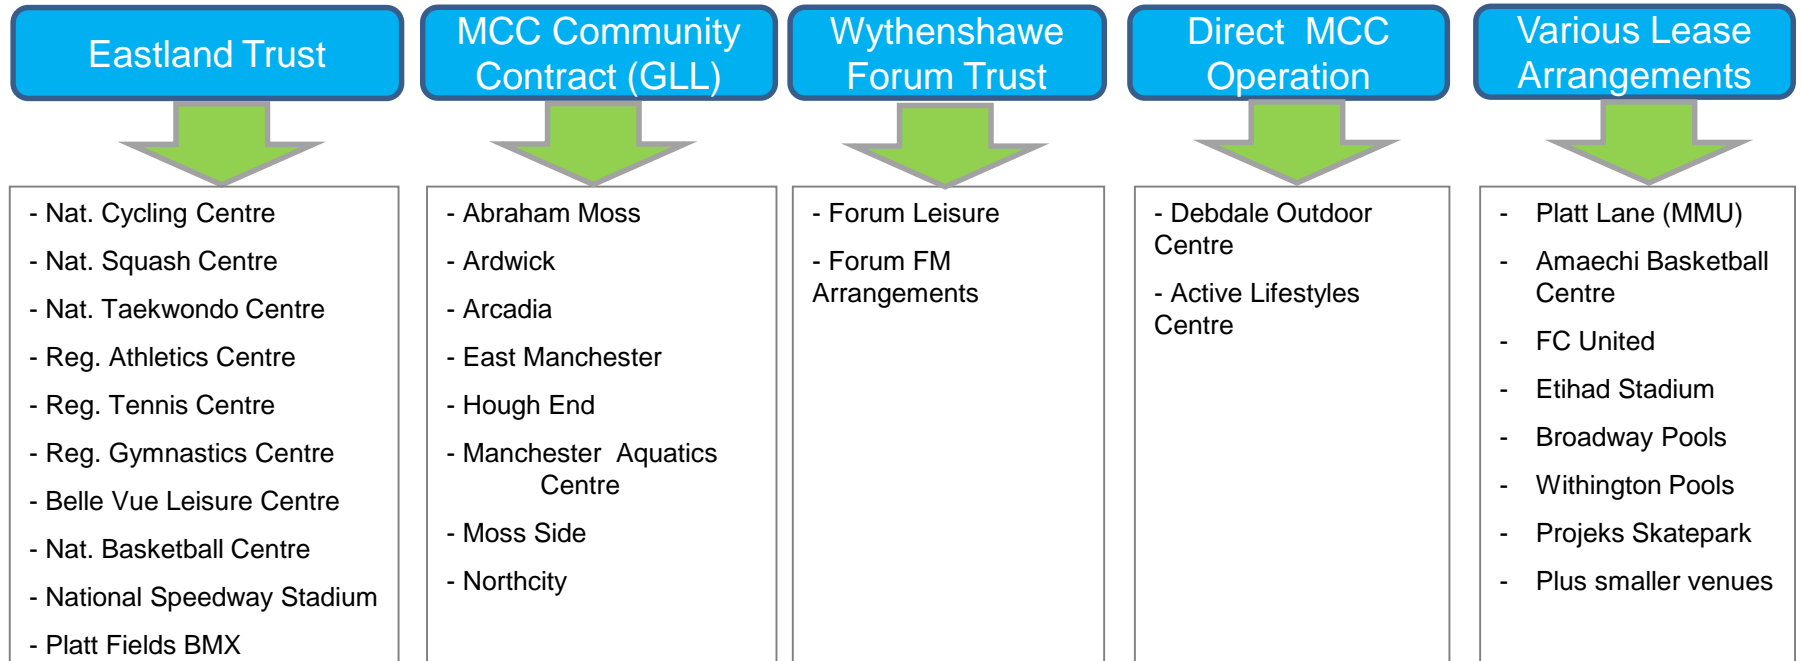 Eastland Trust
- Nat. Cycling Centre
- Nat. Squash Centre
- Nat. Taekwondo Centre
- Reg. Athletics Centre
- Reg. Tennis Centre
- Reg. Gymnastics Centre
- Belle Vue Leisure Centre
- Nat. Basketball Centre
- National Speedway Stadium
- Platt Fields BMX
MCC Community
Contract (GLL)
- Abraham Moss
- Ardwick
- Arcadia
- East Manchester
- Hough End
- Manchester Aquatics
Centre
- Moss Side
- Northcity
Wythenshawe
Forum Trust
- Forum Leisure
- Forum FM
Arrangements
Direct MCC
Operation
- Debdale Outdoor
Centre
- Active Lifestyles
Centre
Various Lease
Arrangements
- Platt Lane (MMU)
- Amaechi Basketball
Centre
- FC United
- Etihad Stadium
- Broadway Pools
- Withington Pools
- Projeks Skatepark
- Plus smaller venues